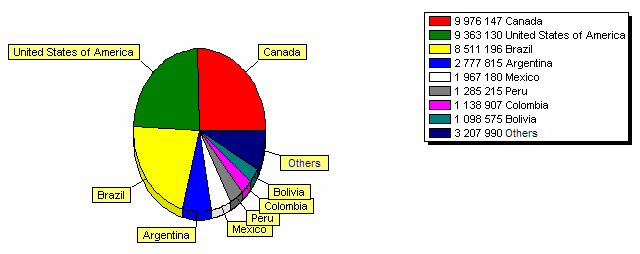 United States of America
Canada
Others
Bolivia
Colombia
Peru
Mexico
Argentina
Brazil
9 976 147 Canada
9 363 130 United States of America
8 511 196 Brazil
2 777 815 Argentina
1 967 180 Mexico
1 285 215 Peru
1 138 907 Colombia
1 098 575 Bolivia
3 207 990 Others